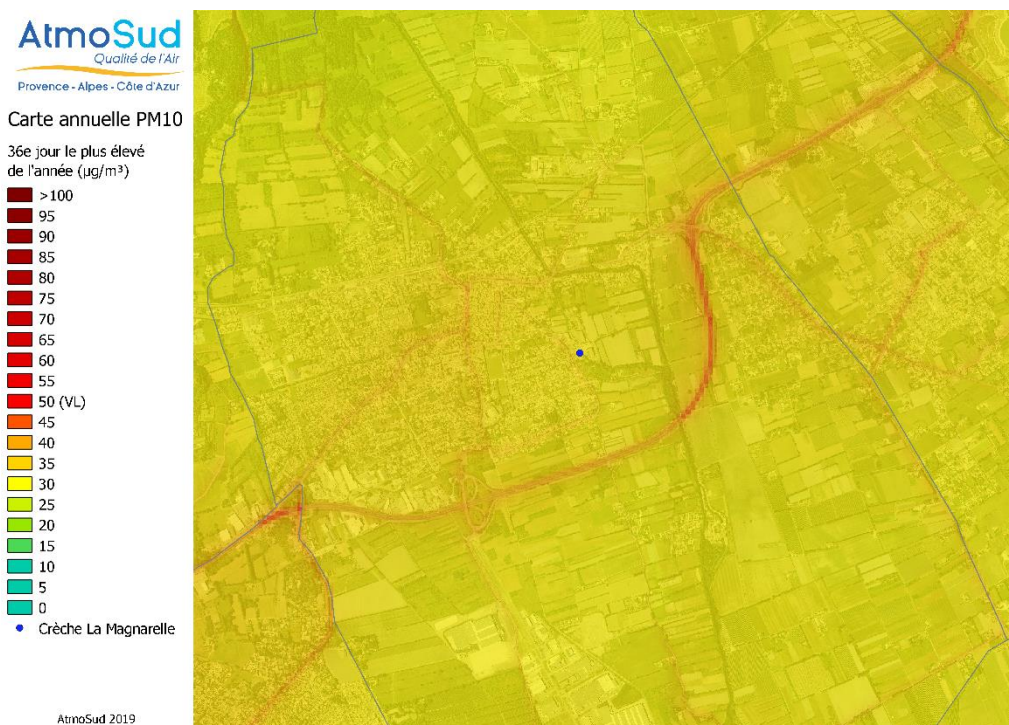 AtmoSud
Qualité de l'Air
Provence - Alpes - Côte d'Azur
Carte annuelle PM10
36e jour le plus élevé
de l'année (µg/m³)
>100
95
90
85
80
75
70
65
60
55
50 (VL)
45
40
35
30
25
20
15
10
5
0
Crèche La Magnarelle
AtmoSud 2019